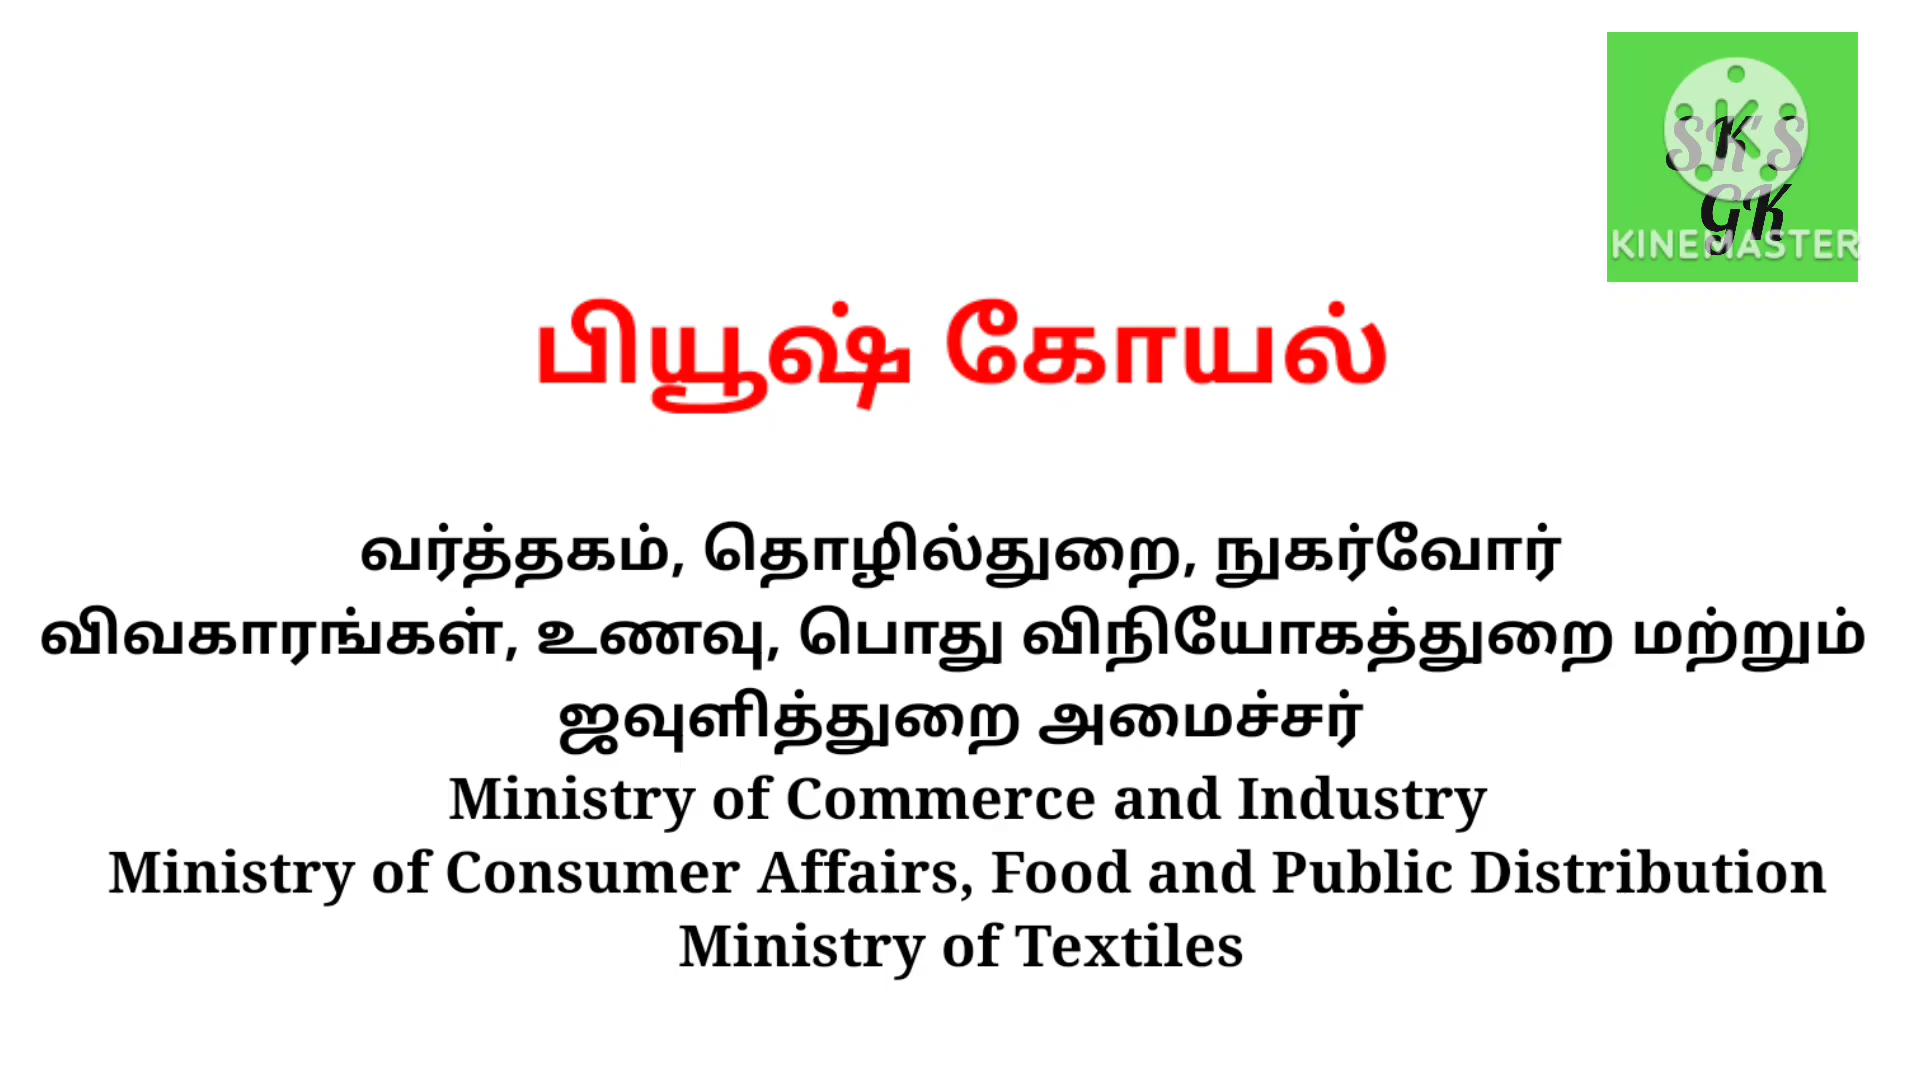 SK'S
GK
KINEMASTER
பியூஷ் கோயல்
வர்த்தகம், தொழில்துறை, நுகர்வோர்
விவகாரங்கள், உணவு, பொது விநியோகத்துறை மற்றும்
ஜவுளித்துறை அமைச்சர்
Ministry of Commerce and Industry
Ministry of Consumer Affairs, Food and Public Distribution
Ministry of Textiles